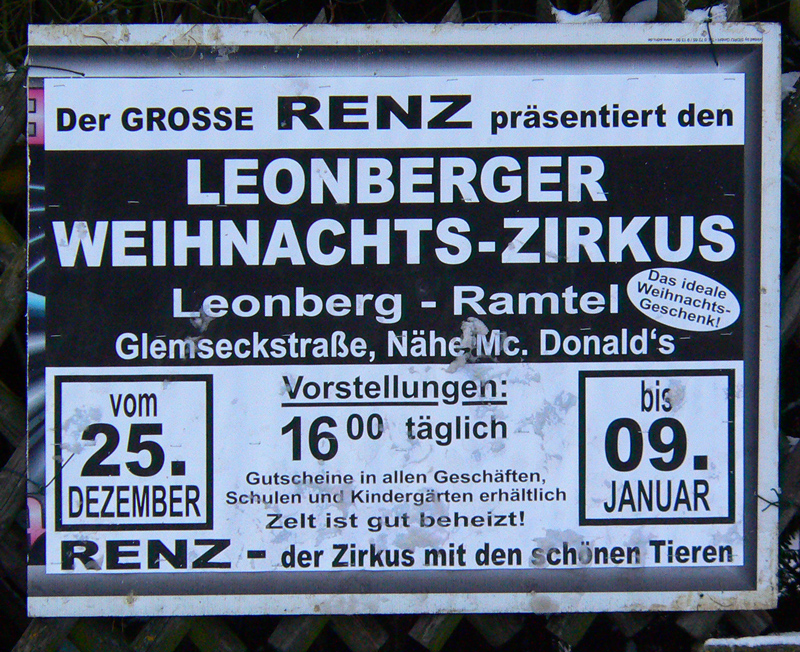 Der GROSSE RENZ präsentiert den
LEONBERGER
WEIHNACHTS-ZIRKUS
Leonberg - Ramtel
Das ideale
Weihnachts-
Geschenk!
Glemseckstraße, Nähe Mc. Donald's
vom
25.
DEZEMBER
Vorstellungen:
16 00 täglich
Gutscheine in allen Geschäften,
Schulen und Kindergärten erhältlich
Zelt ist gut beheizt!
bis
09.
JANUAR
RENZ - der Zirkus mit den schönen Tieren